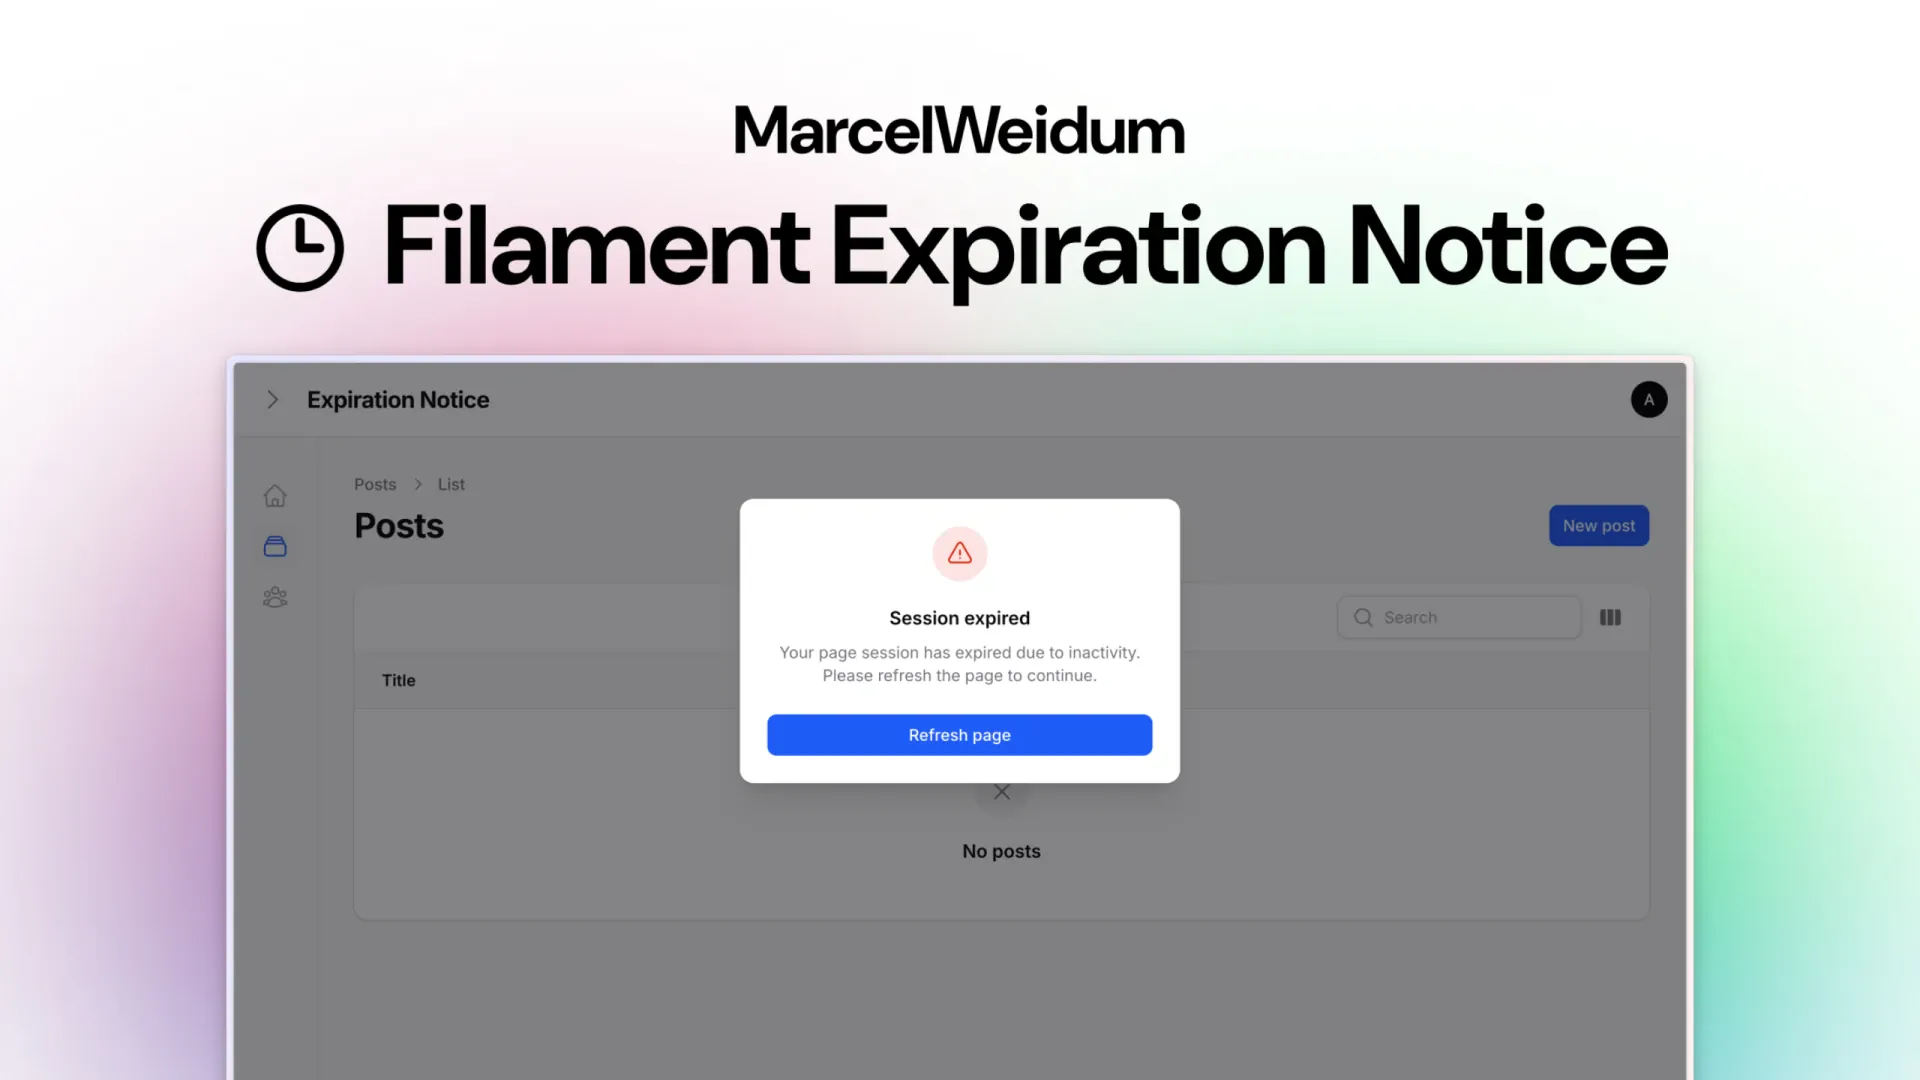 MarcelWeidum
Filament Expiration Notice
Expiration Notice
A
Posts > List
Posts
New post
Search
Title
Session expired
Your page session has expired due to inactivity.
Please refresh the page to continue.
Refresh page
No posts